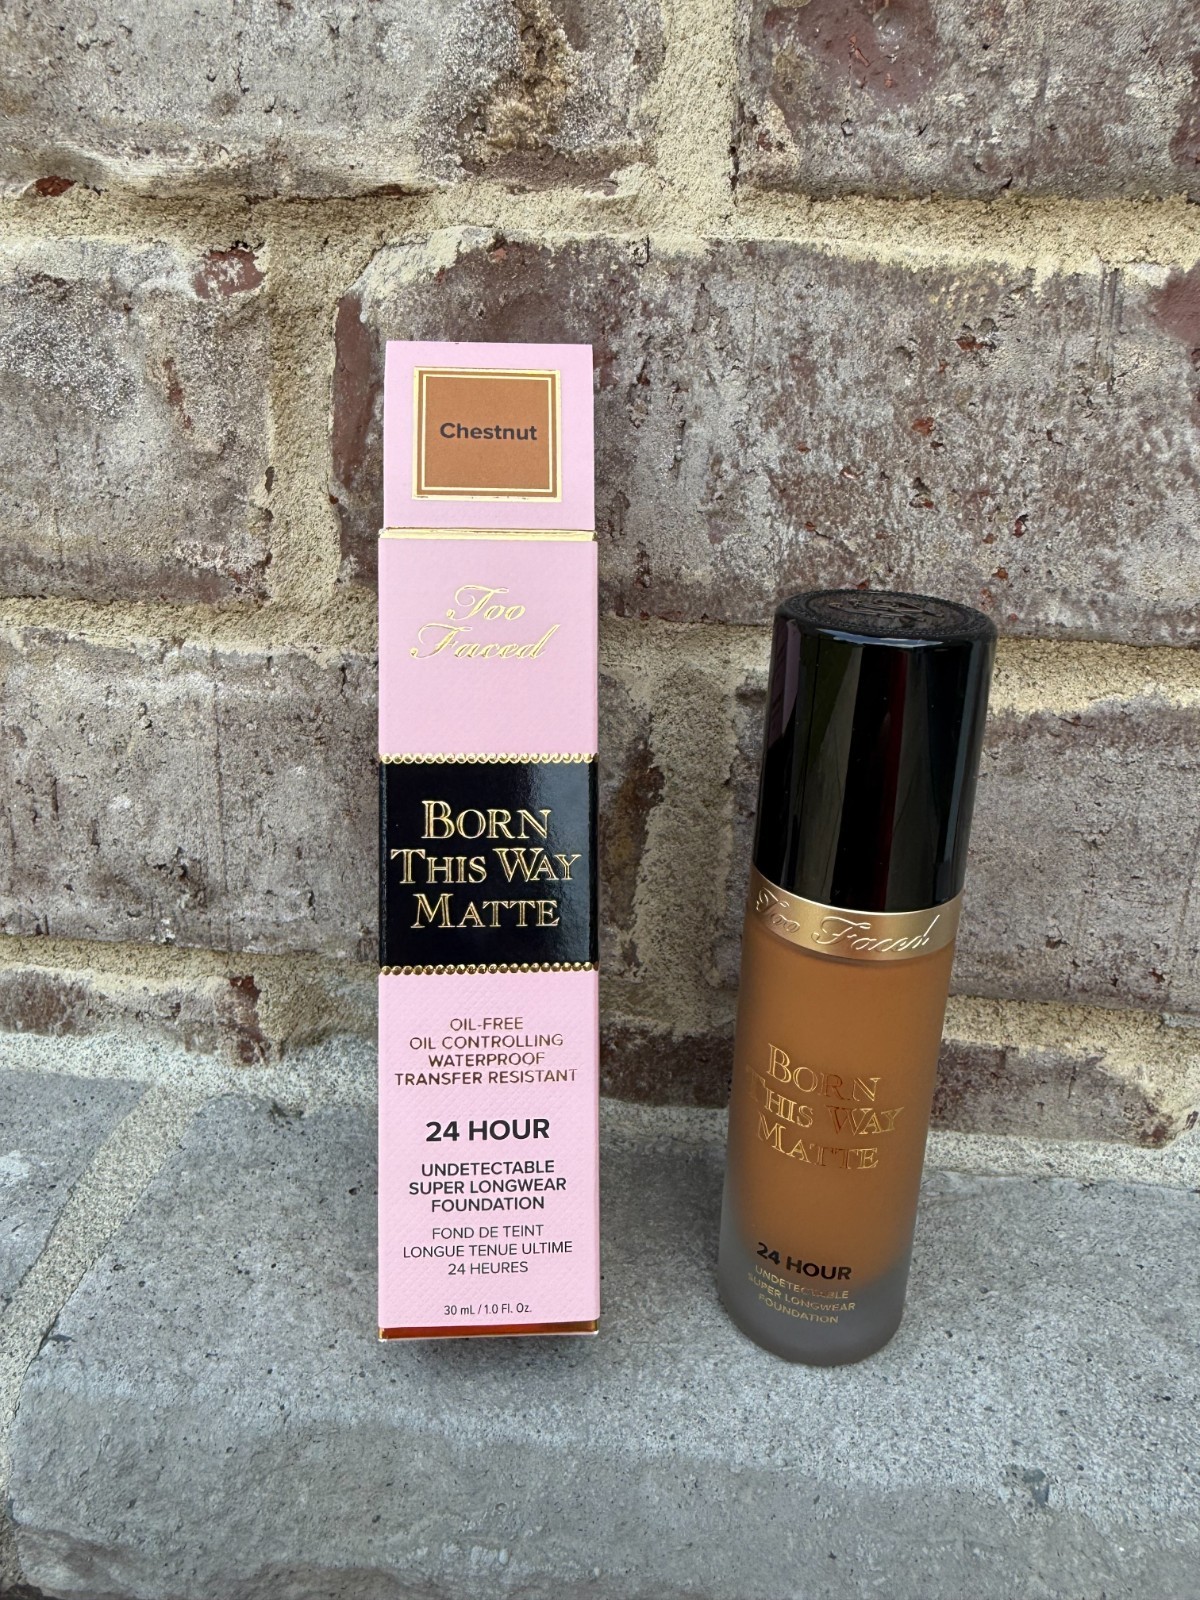 Chestnut
Too
Faced
BORN
THIS WAY
MATTE
OIL-FREE
OIL CONTROLLING
WATERPROOF
TRANSFER RESISTANT
24 HOUR
UNDETECTABLE
SUPER LONGWEAR
FOUNDATION
FOND DE TEINT
LONGUE TENUE ULTIME
24 HEURES
30 mL / 1.0 Fl. Oz.
Too Faced
BORN
THIS WAY
MATTE
24 HOUR
UNDETECTABLE
SUPER LONGWEAR
FOUNDATION